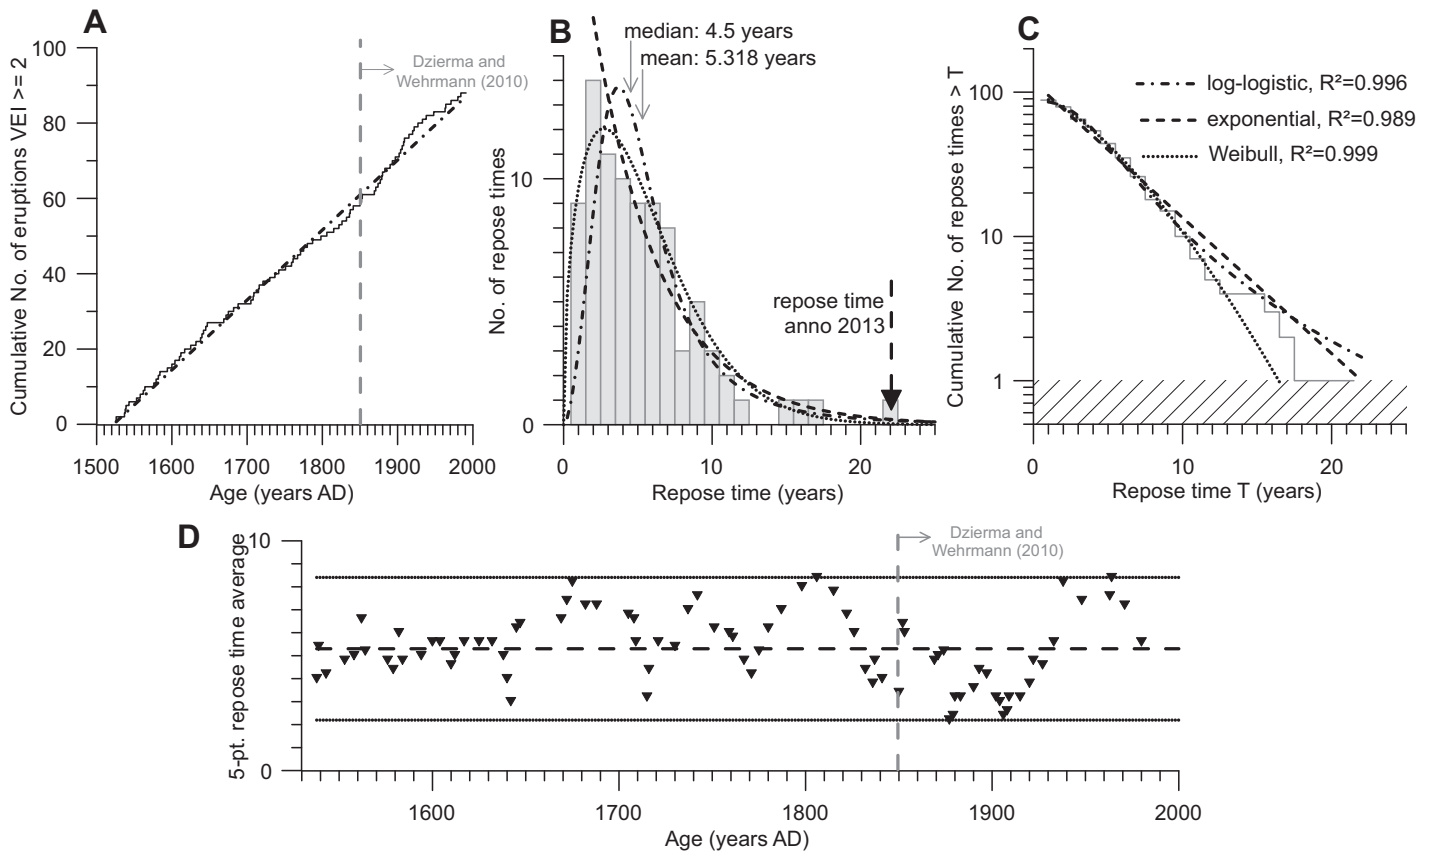 A
Cumulative No. of eruptions VEI >= 2
100
80
60
40
20
0
1500 1600 1700 1800 1900 2000
Age (years AD)
Dzierma and
Wehrmann (2010)
B
median: 4.5 years
mean: 5.318 years
No. of repose times
10
0
repose time
anno 2013
0 10 20
Repose time (years)
C
Cumulative No. of repose times > T
100
10
1
log-logistic, R²=0.996
exponential, R²=0.989
Weibull, R²=0.999
0 10 20
Repose time T (years)
D
5-pt. repose time average
10
0
Dzierma and
Wehrmann (2010)
1600 1700 1800 1900 2000
Age (years AD)